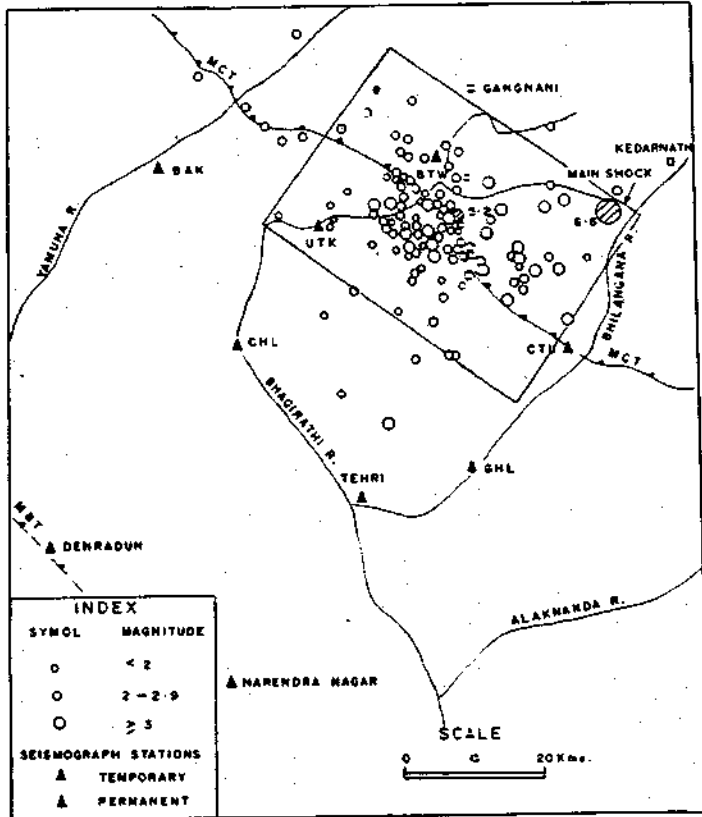 MCT
GANGNANI
KEDARNATH
BAK
BTW
MAIN SHOCK
YAMUNA R.
UTK
6·6
BHILANGANA R.
CHL
MCT
BHAGIRATHI R.
GHL
TEHRI
MBT
DEHRADUN
ALAKNANDA R.
NARENDRA NAGAR
INDEX
SYMOL MAGNITUDE
< 2
2 – 2·9
≥ 3
SEISMOGRAPH STATIONS
TEMPORARY
PERMANENT
SCALE
0 20 Kms.